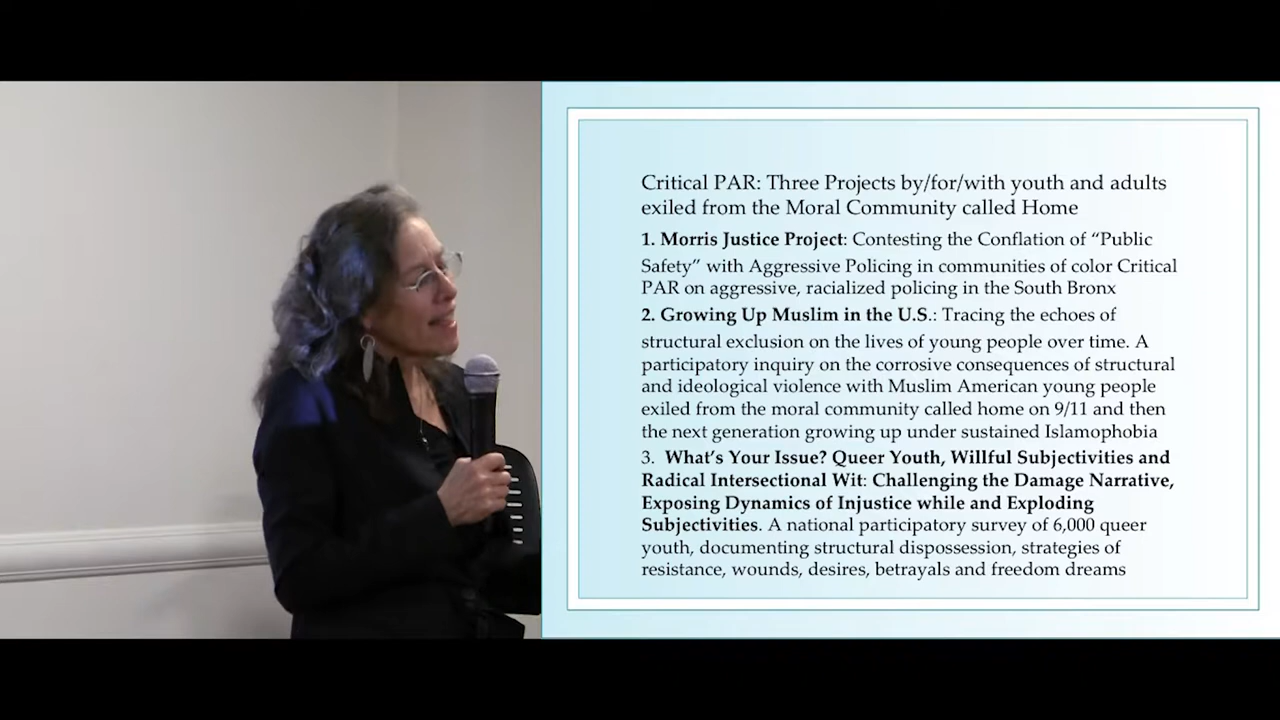 Critical PAR: Three Projects by/for/with youth and adults
exiled from the Moral Community called Home
1. Morris Justice Project: Contesting the Conflation of “Public
Safety” with Aggressive Policing in communities of color Critical
PAR on aggressive, racialized policing in the South Bronx
2. Growing Up Muslim in the U.S.: Tracing the echoes of
structural exclusion on the lives of young people over time. A
participatory inquiry on the corrosive consequences of structural
and ideological violence with Muslim American young people
exiled from the moral community called home on 9/11 and then
the next generation growing up under sustained Islamophobia
3. What’s Your Issue? Queer Youth, Willful Subjectivities and
Radical Intersectional Wit: Challenging the Damage Narrative,
Exposing Dynamics of Injustice while and Exploding
Subjectivities. A national participatory survey of 6,000 queer
youth, documenting structural dispossession, strategies of
resistance, wounds, desires, betrayals and freedom dreams